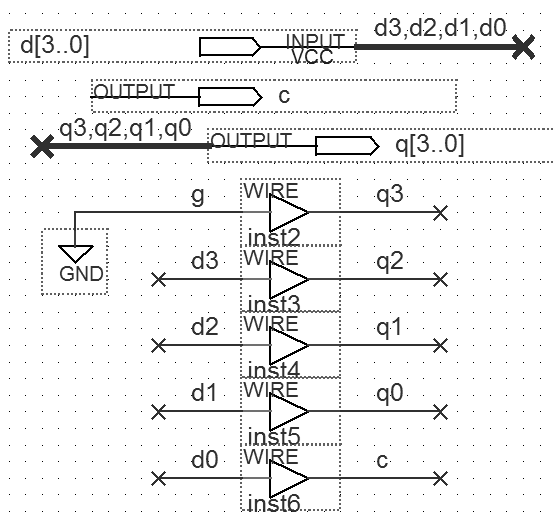 d3,d2,d1,d0
d[3..0] INPUT
VCC
OUTPUT c
q3,q2,q1,q0 OUTPUT q[3..0]
g WIRE q3
inst2
GND
d3 WIRE q2
inst3
d2 WIRE q1
inst4
d1 WIRE q0
inst5
d0 WIRE c
inst6